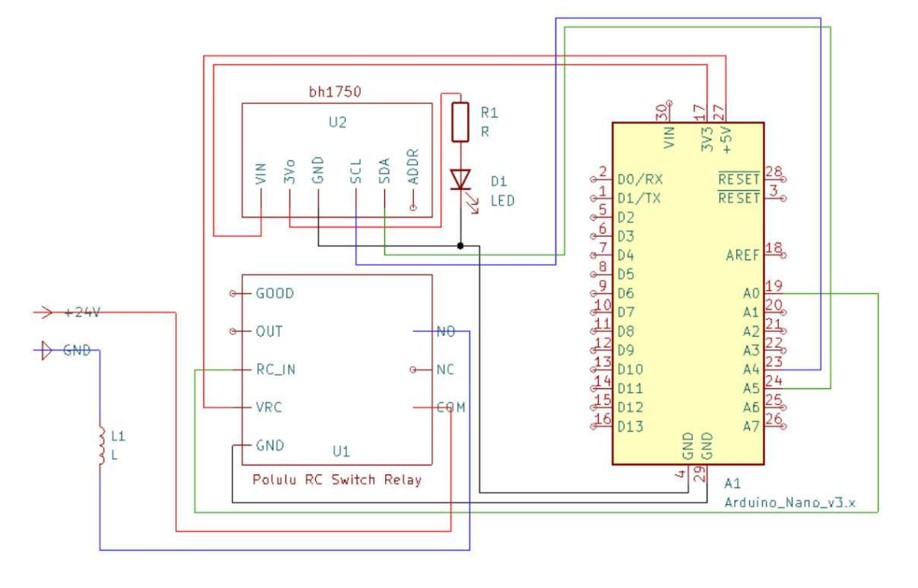 bh1750
U2
VIN
3Vo
GND
SCL
SDA
ADDR
R1
R
D1
LED
+24V
GND
L1
L
GOOD
OUT
RC_IN
VRC
GND
NO
NC
COM
U1
Polulu RC Switch Relay
30
17
27
VIN
3V3
+5V
2 D0/RX
1 D1/TX
5 D2
6 D3
7 D4
8 D5
9 D6
10 D7
11 D8
12 D9
13 D10
14 D11
15 D12
16 D13
RESET 28
RESET 3
AREF 18
A0 19
A1 20
A2 21
A3 22
A4 23
A5 24
A6 25
A7 26
GND
GND
4
29
A1
Arduino_Nano_v3.x